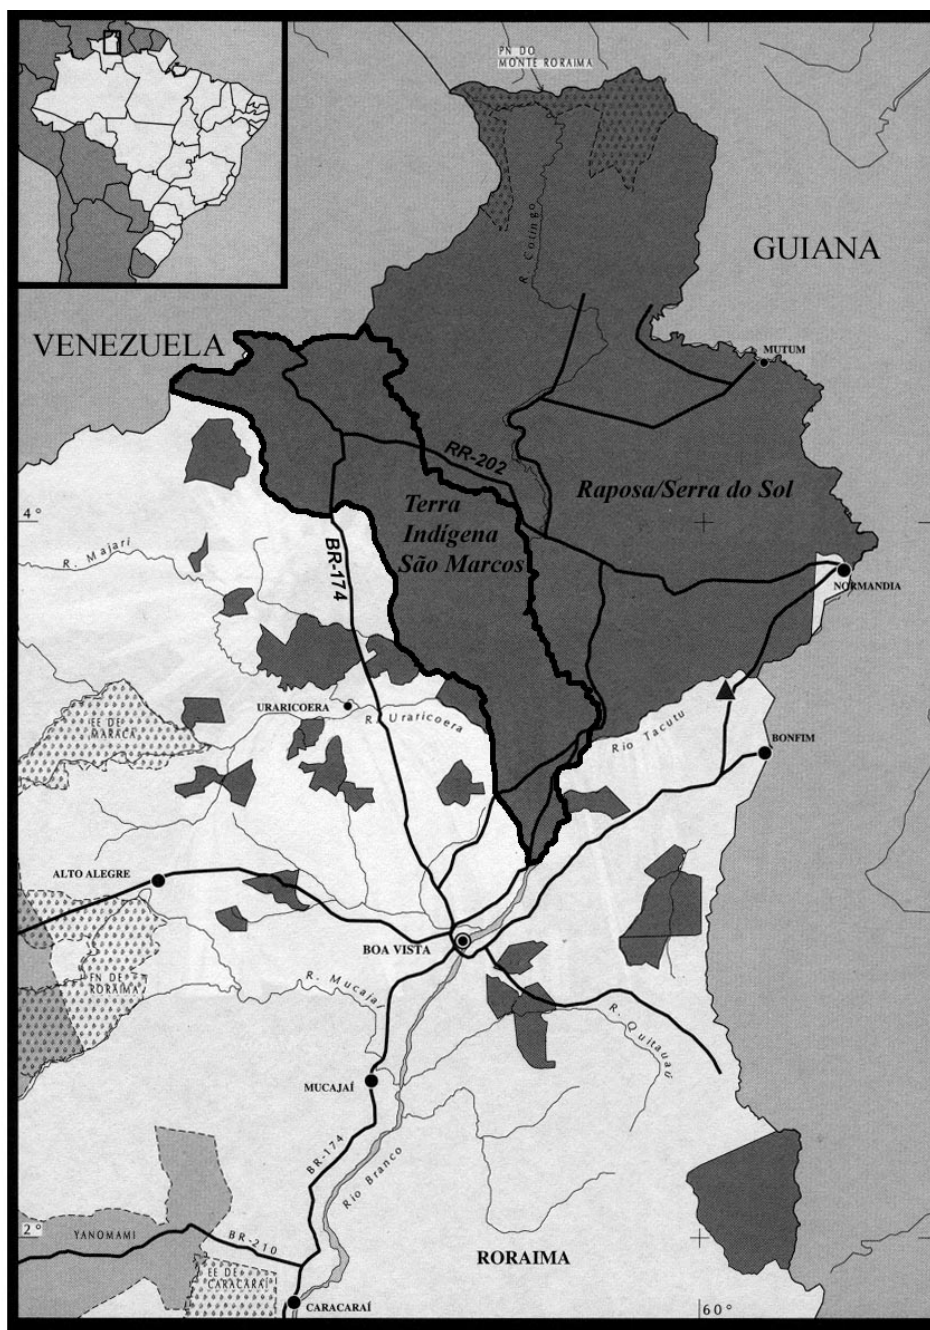 PN DO
MONTE RORAIMA
R. Cotingo
GUIANA
VENEZUELA
MUTUM
RR-202
Raposa/Serra do Sol
Terra
Indígena
São Marcos
4°
R. Majari
BR-174
NORMANDIA
URARICOERA
R. Uraricoera
Rio Tacutu
EE DE
MARACA
BONFIM
ALTO ALEGRE
BOA VISTA
PN DE
RORAIMA
R. Mucajaí
R. Quitauaú
MUCAJAÍ
BR-174
Rio Branco
2°
YANOMAMI
BR-210
RORAIMA
EE DE
CARACARAÍ
CARACARAÍ
60°